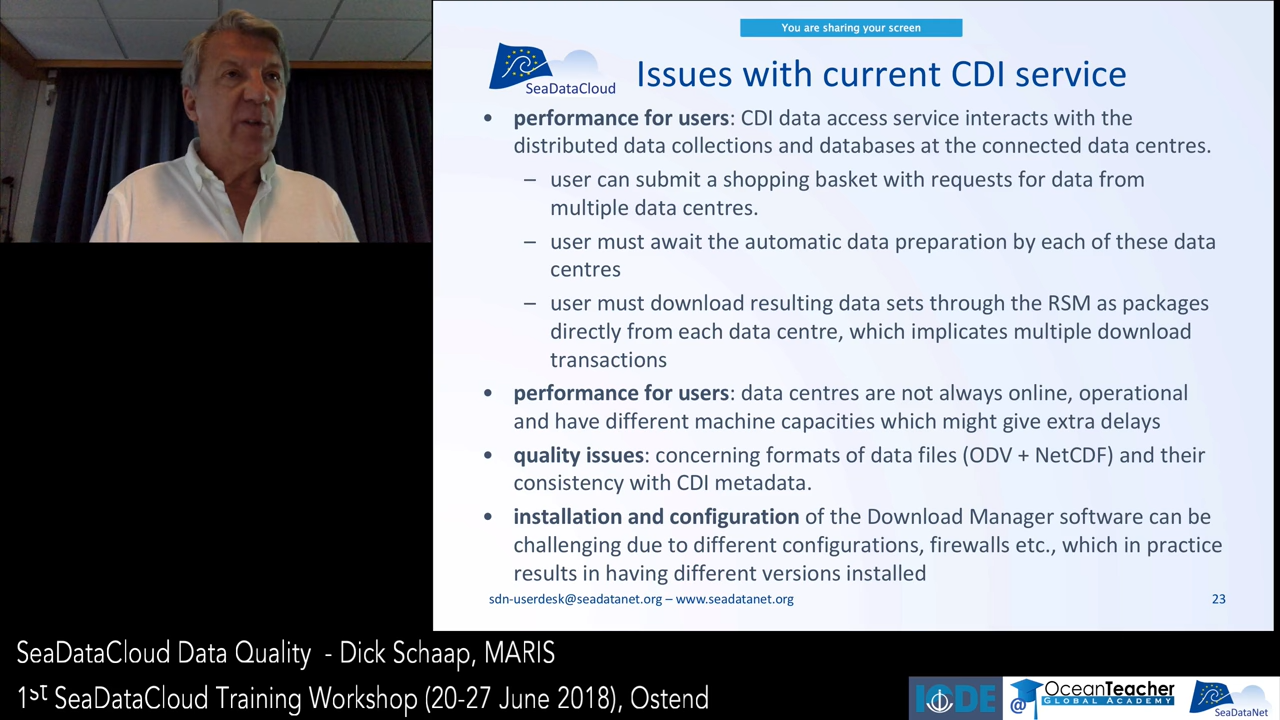 You are sharing your screen
SeaDataCloud
Issues with current CDI service
• performance for users: CDI data access service interacts with the
distributed data collections and databases at the connected data centres.
– user can submit a shopping basket with requests for data from
multiple data centres.
– user must await the automatic data preparation by each of these data
centres
– user must download resulting data sets through the RSM as packages
directly from each data centre, which implicates multiple download
transactions
• performance for users: data centres are not always online, operational
and have different machine capacities which might give extra delays
• quality issues: concerning formats of data files (ODV + NetCDF) and their
consistency with CDI metadata.
• installation and configuration of the Download Manager software can be
challenging due to different configurations, firewalls etc., which in practice
results in having different versions installed
sdn-userdesk@seadatanet.org – www.seadatanet.org
23
SeaDataCloud Data Quality - Dick Schaap, MARIS
1st SeaDataCloud Training Workshop (20-27 June 2018), Ostend
IODE
@
OceanTeacher
GLOBAL ACADEMY
SeaDataNet